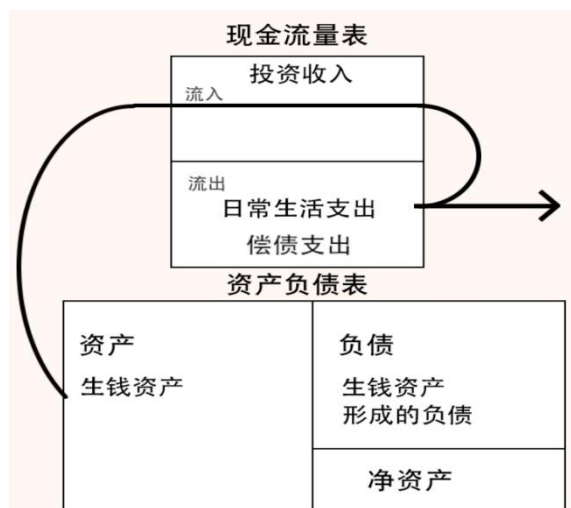 现金流量表
投资收入
流入
流出
日常生活支出
偿债支出
资产负债表
资产
生钱资产
负债
生钱资产
形成的负债
净资产